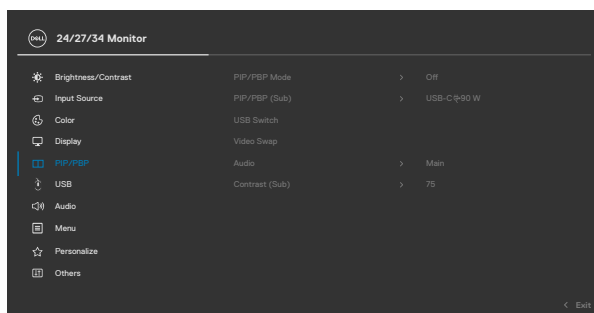 DELL 24/27/34 Monitor
Brightness/Contrast PIP/PBP Mode > Off
Input Source PIP/PBP (Sub) > USB-C 90 W
Color USB Switch
Display Video Swap
PIP/PBP Audio > Main
USB Contrast (Sub) > 75
Audio
Menu
Personalize
Others
< Exit